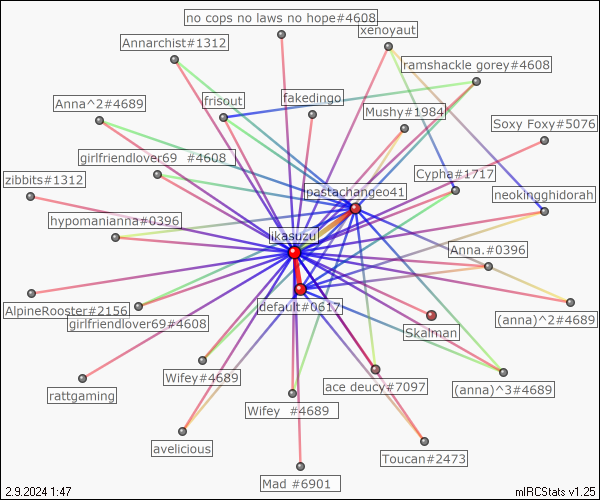 no cops no laws no hope#4608
xenoyaut
Annarchist#1312
ramshackle gorey#4608
Anna^2#4689
frisout
fakedingo
Mushy#1984
Soxy Foxy#5076
girlfriendlover69  #4608
Cypha#1717
zibbits#1312
pastachangeo41
neokingghidorah
hypomanianna#0396
ikasuzu
Anna.#0396
AlpineRooster#2156
default#0617
(anna)^2#4689
girlfriendlover69#4608
Skalman
Wifey#4689
ace deucy#7097
(anna)^3#4689
rattgaming
Wifey  #4689
avelicious
Toucan#2473
Mad #6901
2.9.2024 1:47
mIRCStats v1.25